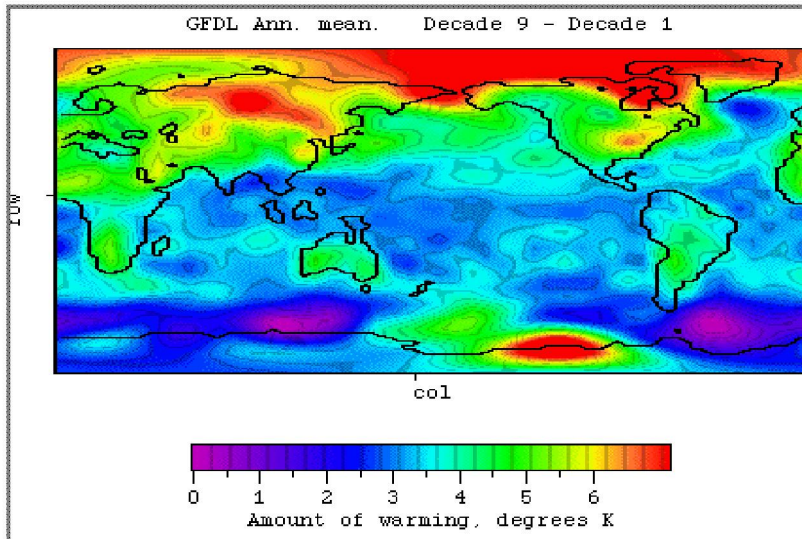 GFDL Ann. mean. Decade 9 - Decade 1
row
col
0 1 2 3 4 5 6
Amount of warming, degrees K